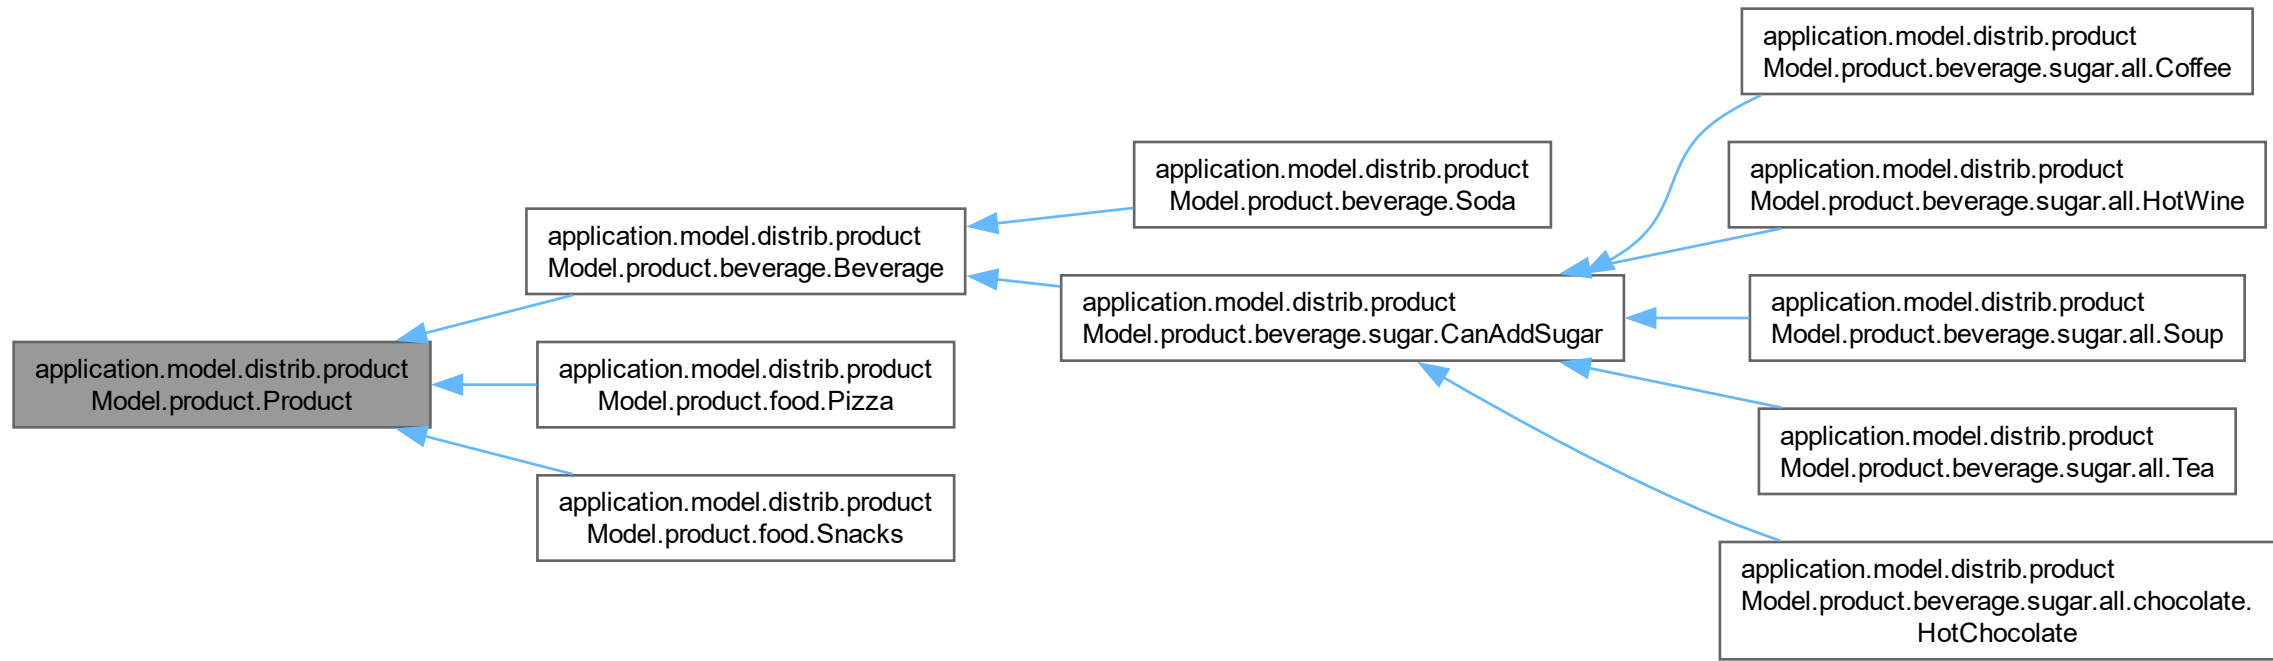 application.model.distrib.product
Model.product.Product
application.model.distrib.product
Model.product.beverage.Beverage
application.model.distrib.product
Model.product.food.Pizza
application.model.distrib.product
Model.product.food.Snacks
application.model.distrib.product
Model.product.beverage.Soda
application.model.distrib.product
Model.product.beverage.sugar.CanAddSugar
application.model.distrib.product
Model.product.beverage.sugar.all.Coffee
application.model.distrib.product
Model.product.beverage.sugar.all.HotWine
application.model.distrib.product
Model.product.beverage.sugar.all.Soup
application.model.distrib.product
Model.product.beverage.sugar.all.Tea
application.model.distrib.product
Model.product.beverage.sugar.all.chocolate.
HotChocolate